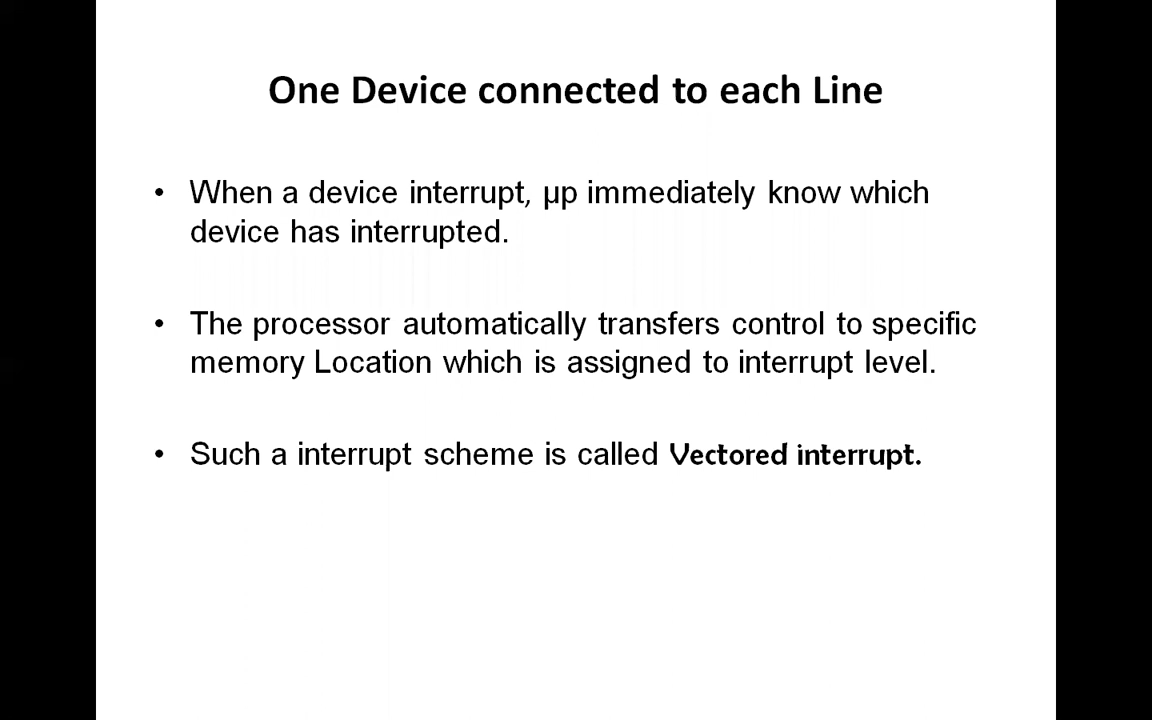 One Device connected to each Line
• When a device interrupt, µp immediately know which
device has interrupted.
• The processor automatically transfers control to specific
memory Location which is assigned to interrupt level.
• Such a interrupt scheme is called Vectored interrupt.